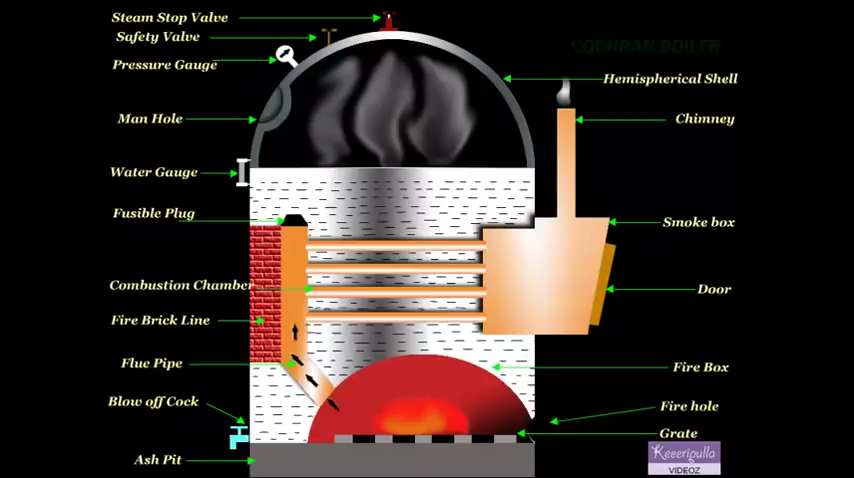 Steam Stop Valve
Safety Valve
COCHRAN BOILER
Pressure Gauge
Hemispherical Shell
Man Hole
Chimney
Water Gauge
Fusible Plug
Smoke box
Combustion Chamber
Door
Fire Brick Line
Flue Pipe
Fire Box
Blow off Cock
Fire hole
Grate
Ash Pit
Keeeripulla
VIDEOZ